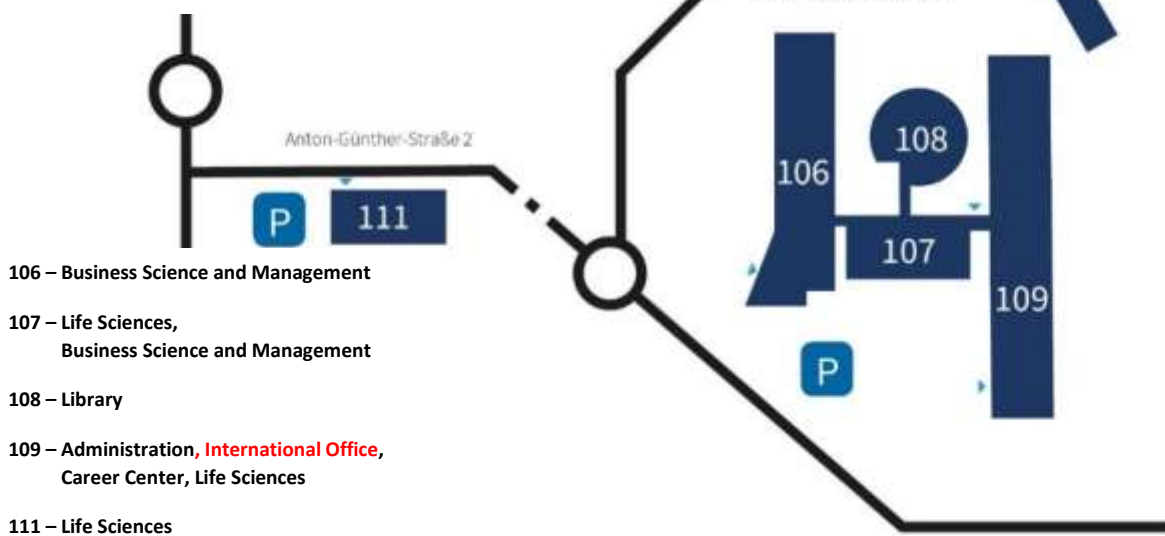 Anton-Günther-Straße 2
P
111
106
108
107
109
P
106 – Business Science and Management
107 – Life Sciences,
Business Science and Management
108 – Library
109 – Administration, International Office,
Career Center, Life Sciences
111 – Life Sciences